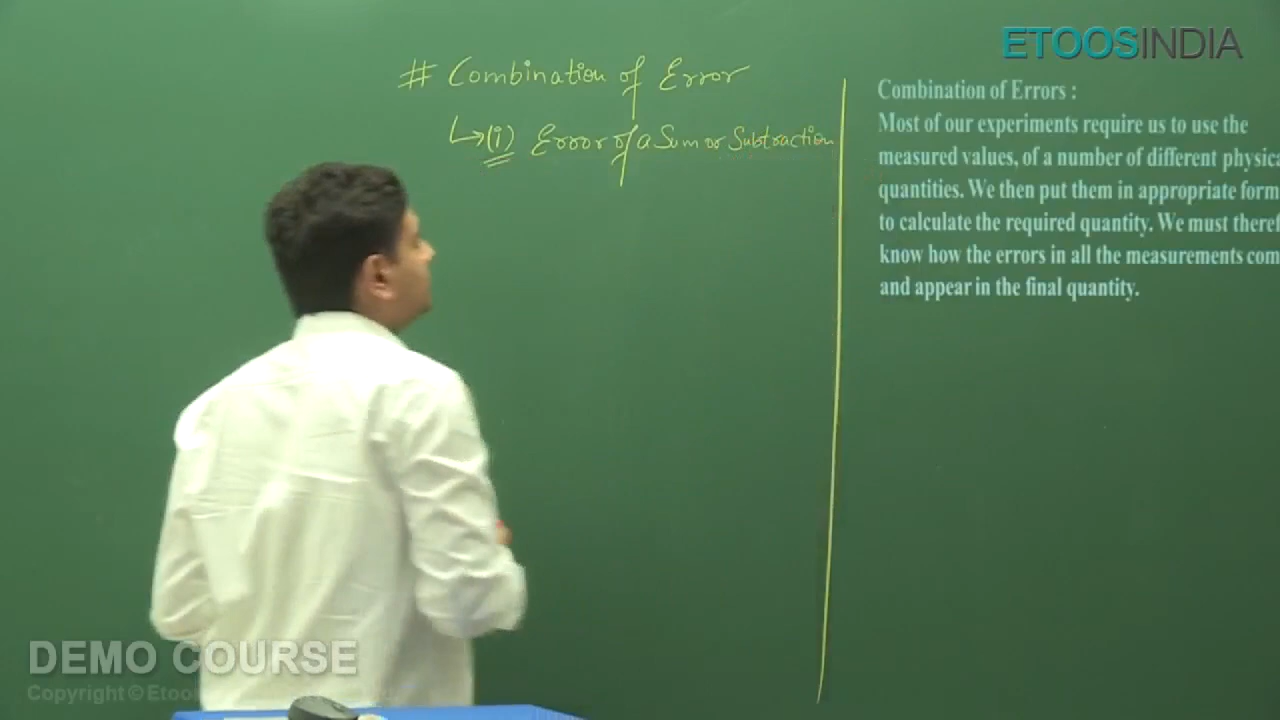 ETOOSINDIA
# Combination of Error
↳ (i) Error of a Sum or Subtraction
Combination of Errors :
Most of our experiments require us to use the
measured values, of a number of different physica
quantities. We then put them in appropriate form
to calculate the required quantity. We must theref
know how the errors in all the measurements com
and appear in the final quantity.
DEMO COURSE
Copyright © Etoos